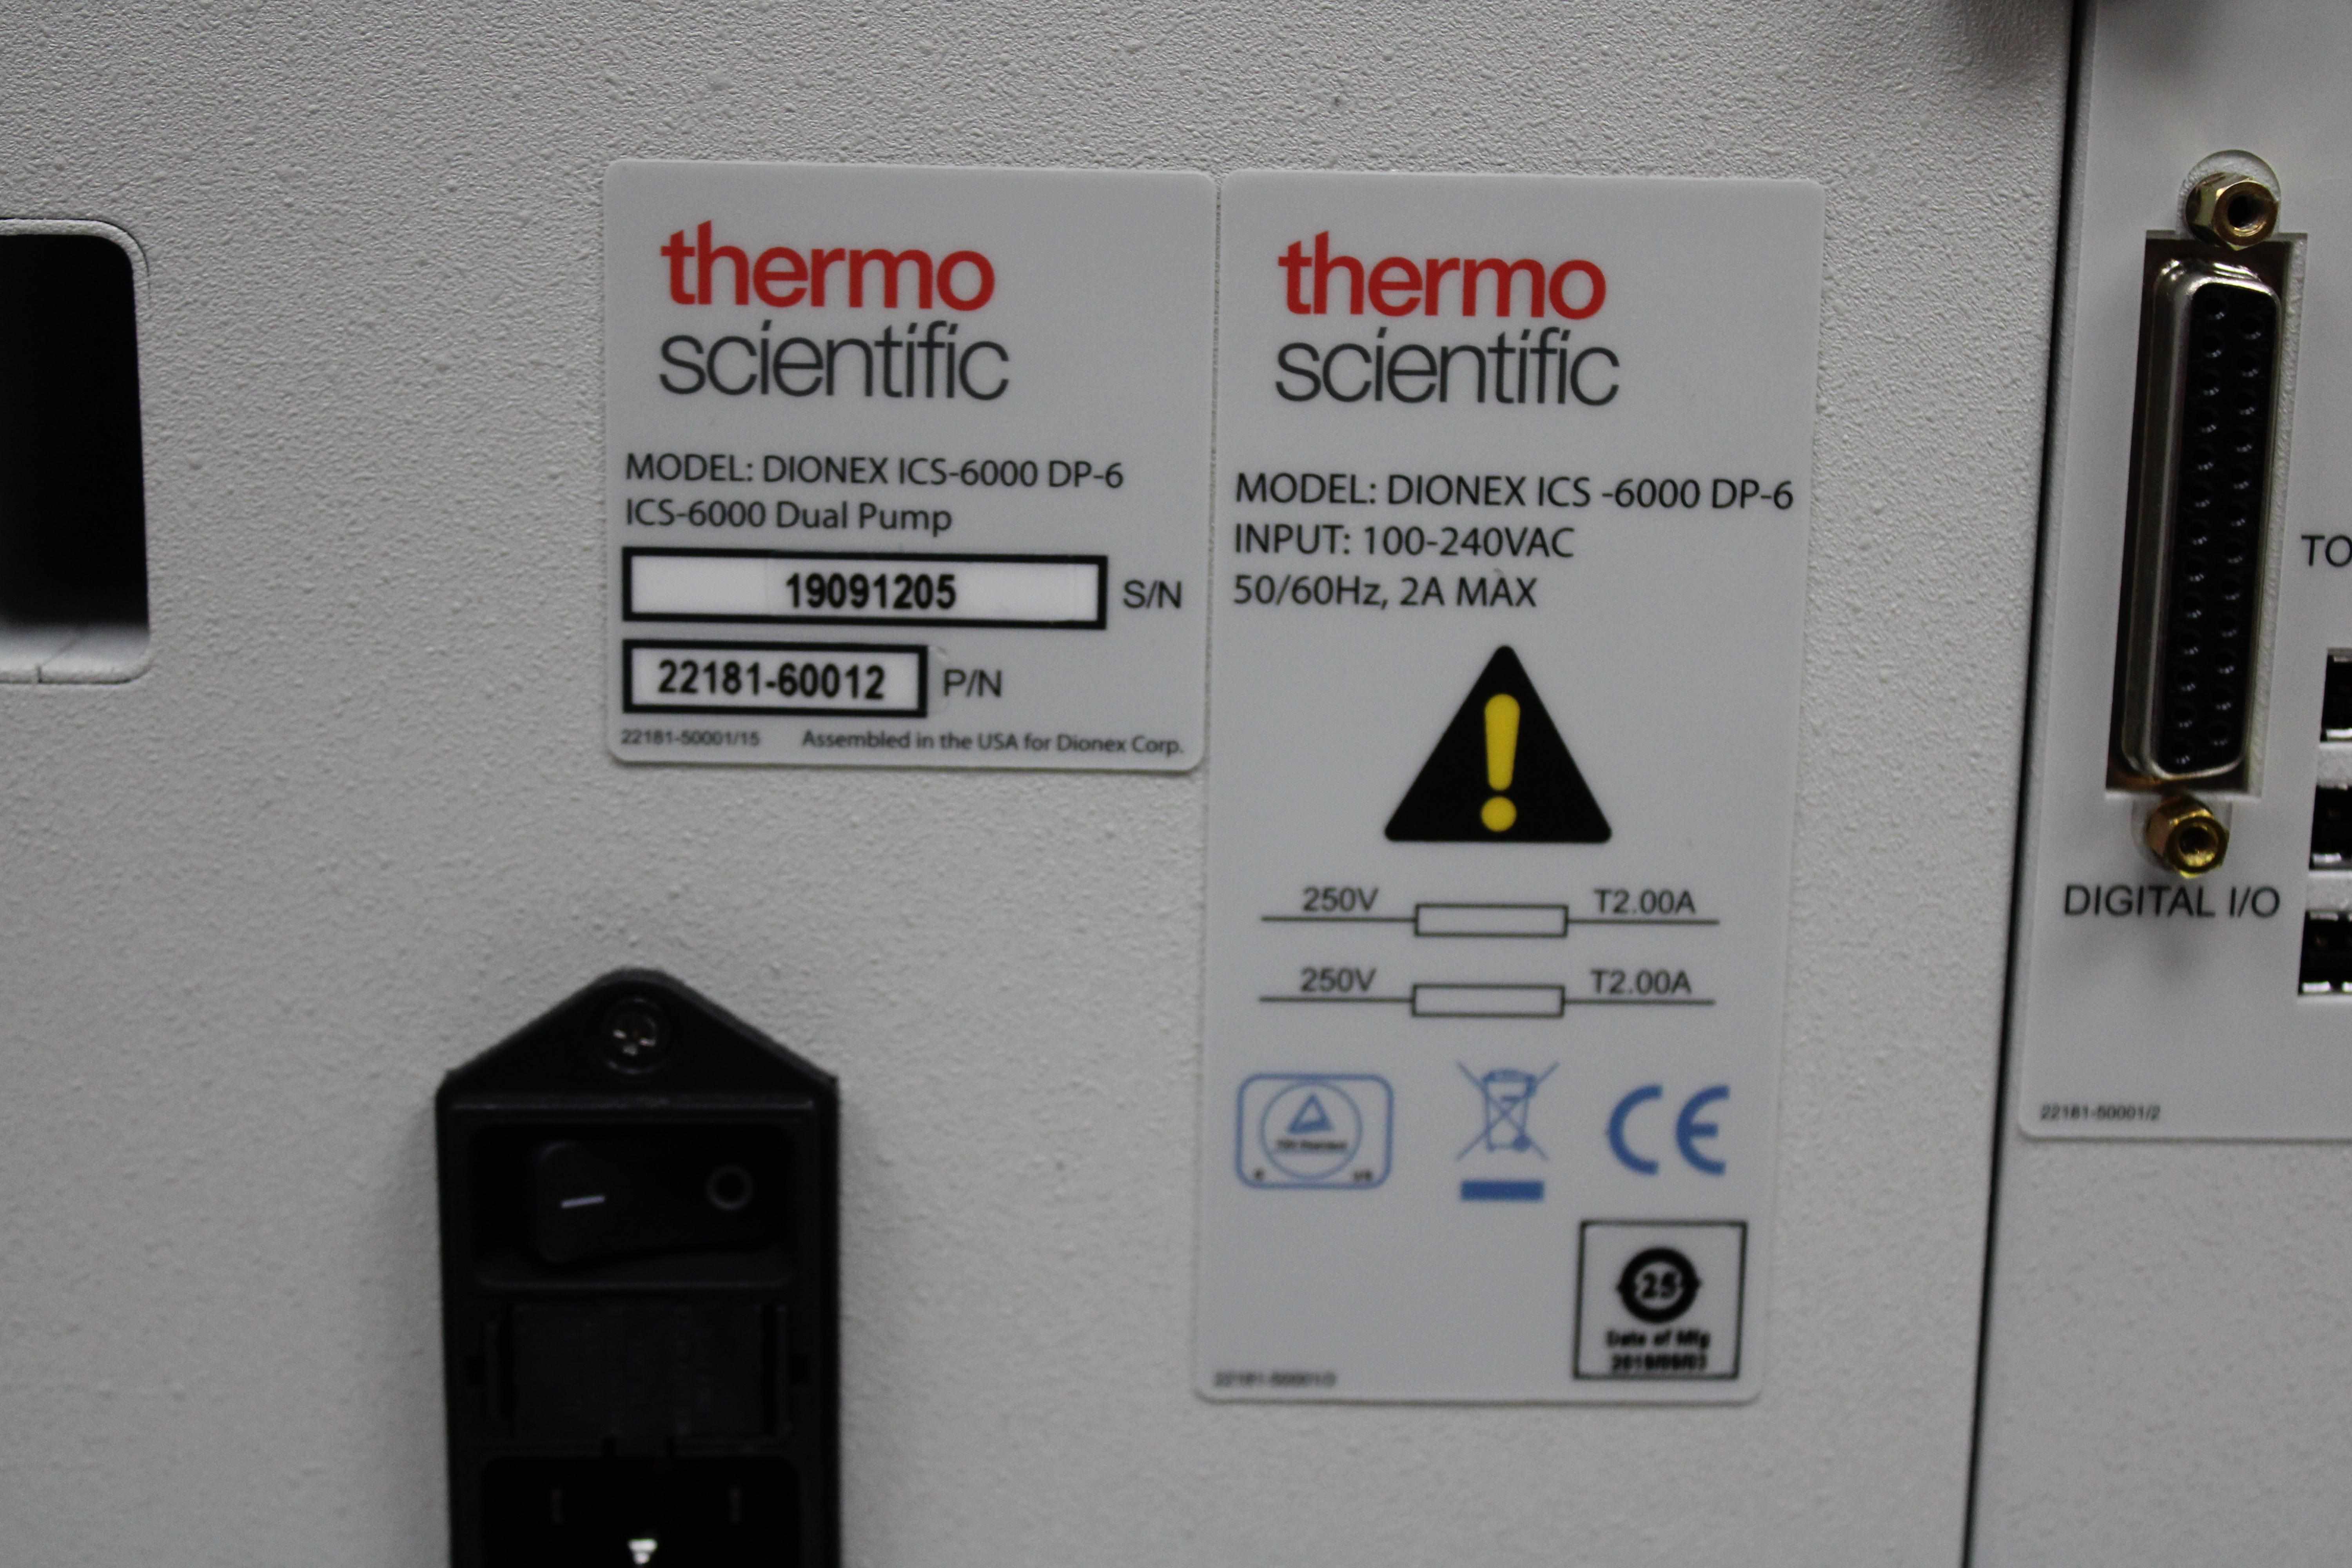 thermo
scientific
MODEL: DIONEX ICS-6000 DP-6
ICS-6000 Dual Pump
19091205 S/N
22181-60012 P/N
22181-50001/15 Assembled in the USA for Dionex Corp.
thermo
scientific
MODEL: DIONEX ICS -6000 DP-6
INPUT: 100-240VAC
50/60Hz, 2A MAX
250V T2.00A
250V T2.00A
CE
25
Date of Mfg
TO
DIGITAL I/O
22181-50001/2